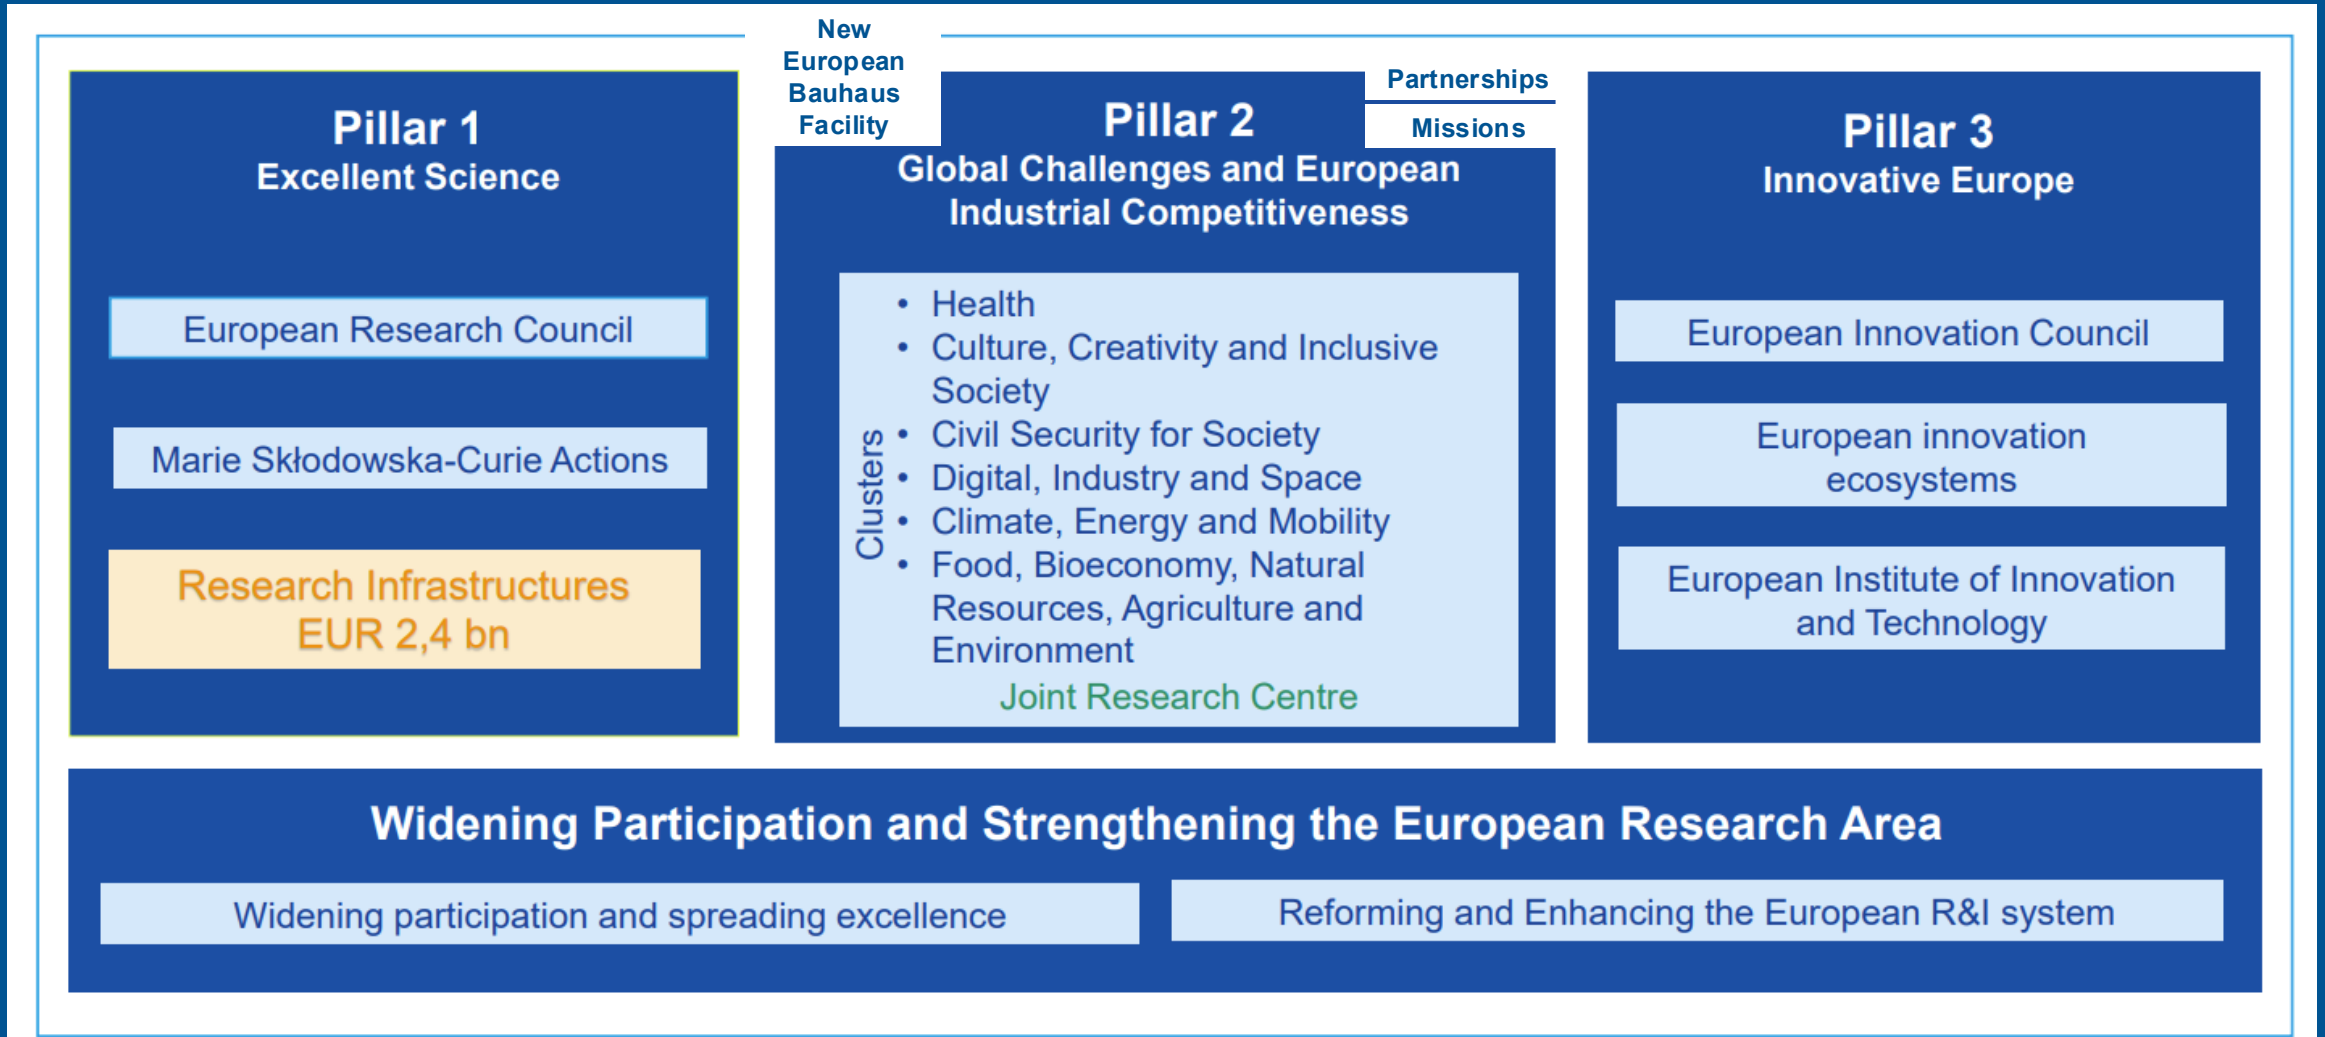 Pillar 1
Excellent Science
European Research Council
Marie Skłodowska-Curie Actions
Research Infrastructures
EUR 2,4 bn
New
European
Bauhaus
Facility
Partnerships
Missions
Pillar 2
Global Challenges and European
Industrial Competitiveness
Clusters
• Health
• Culture, Creativity and Inclusive
Society
• Civil Security for Society
• Digital, Industry and Space
• Climate, Energy and Mobility
• Food, Bioeconomy, Natural
Resources, Agriculture and
Environment
Joint Research Centre
Pillar 3
Innovative Europe
European Innovation Council
European innovation
ecosystems
European Institute of Innovation
and Technology
Widening Participation and Strengthening the European Research Area
Widening participation and spreading excellence
Reforming and Enhancing the European R&I system